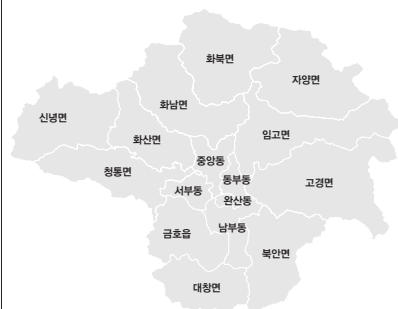 화북면
자양면
화남면
신녕면
임고면
화산면
중앙동
청통면
동부동
고경면
서부동
완산동
남부동
금호읍
북안면
대창면